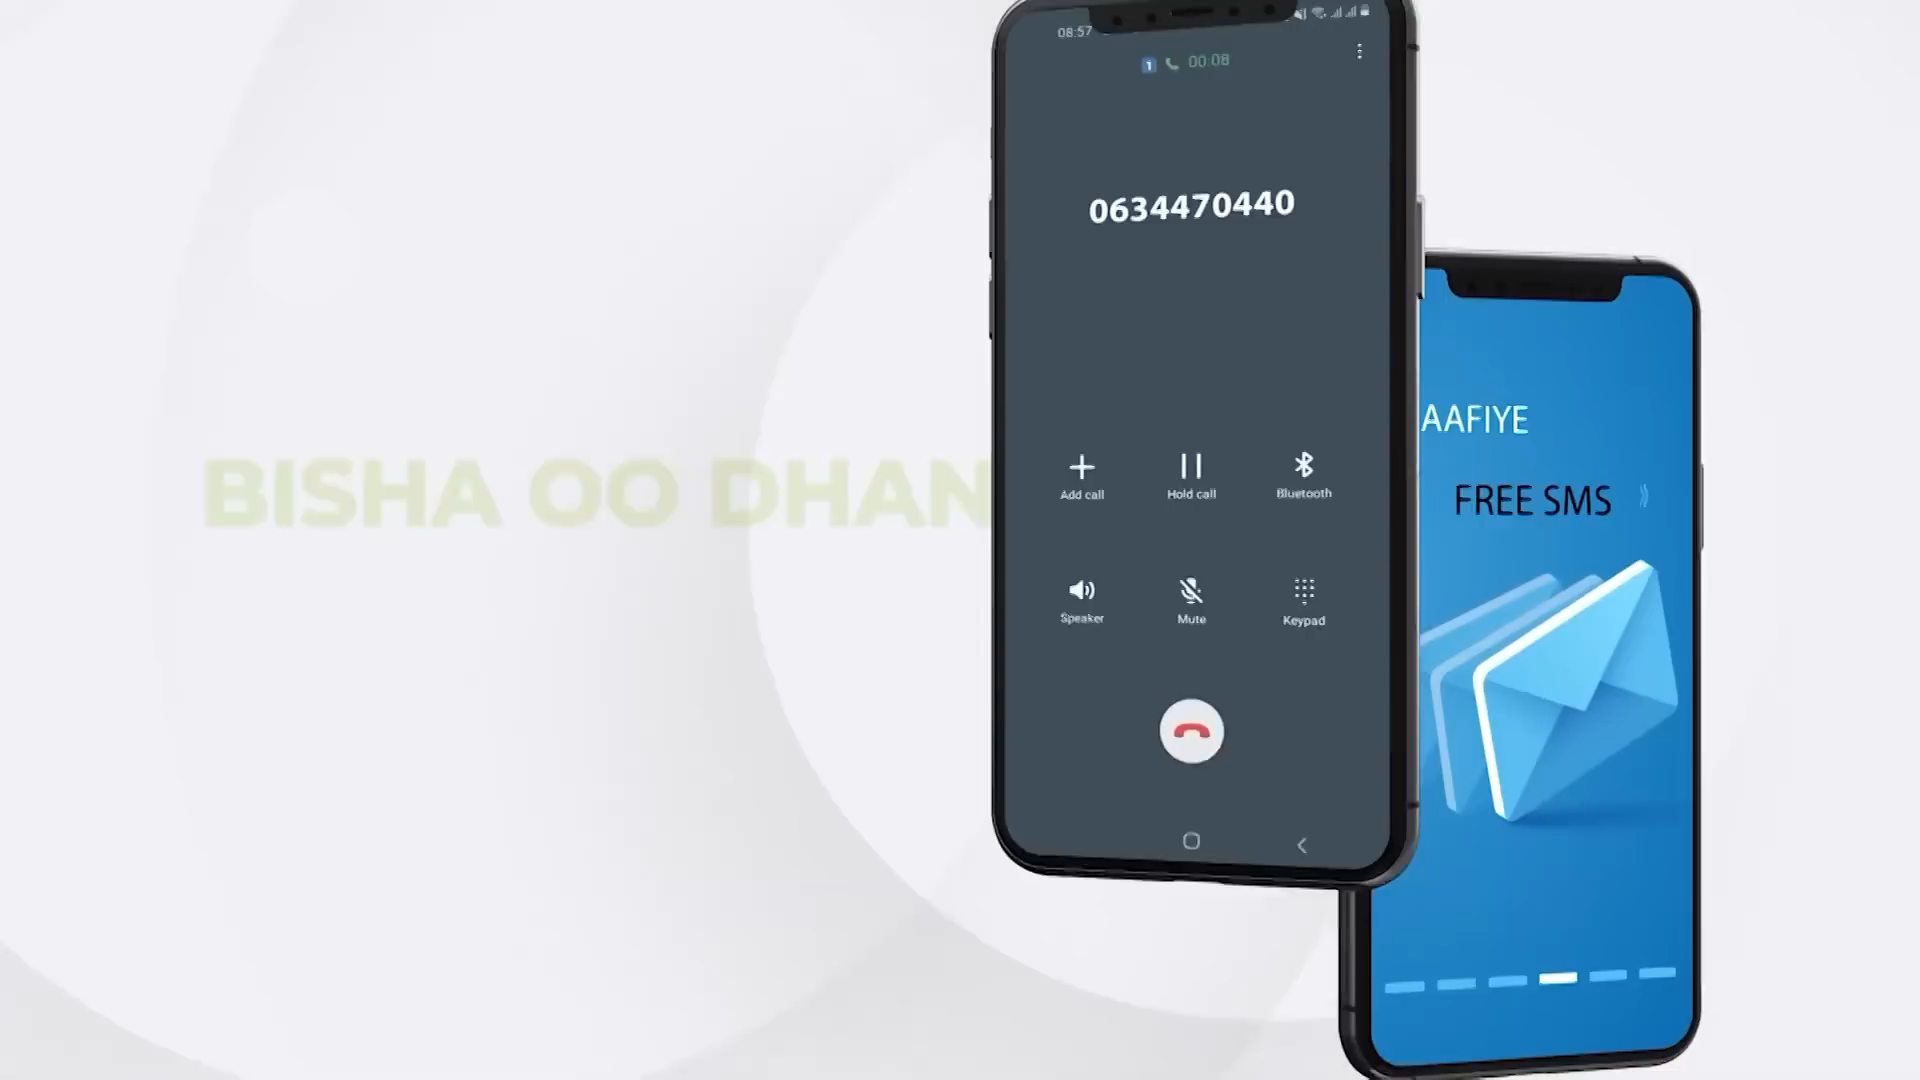 08:57
1 00:08
0634470440
Add call
Hold call
Bluetooth
Speaker
Mute
Keypad
BISHA OO DHAN
AAFIYE
FREE SMS